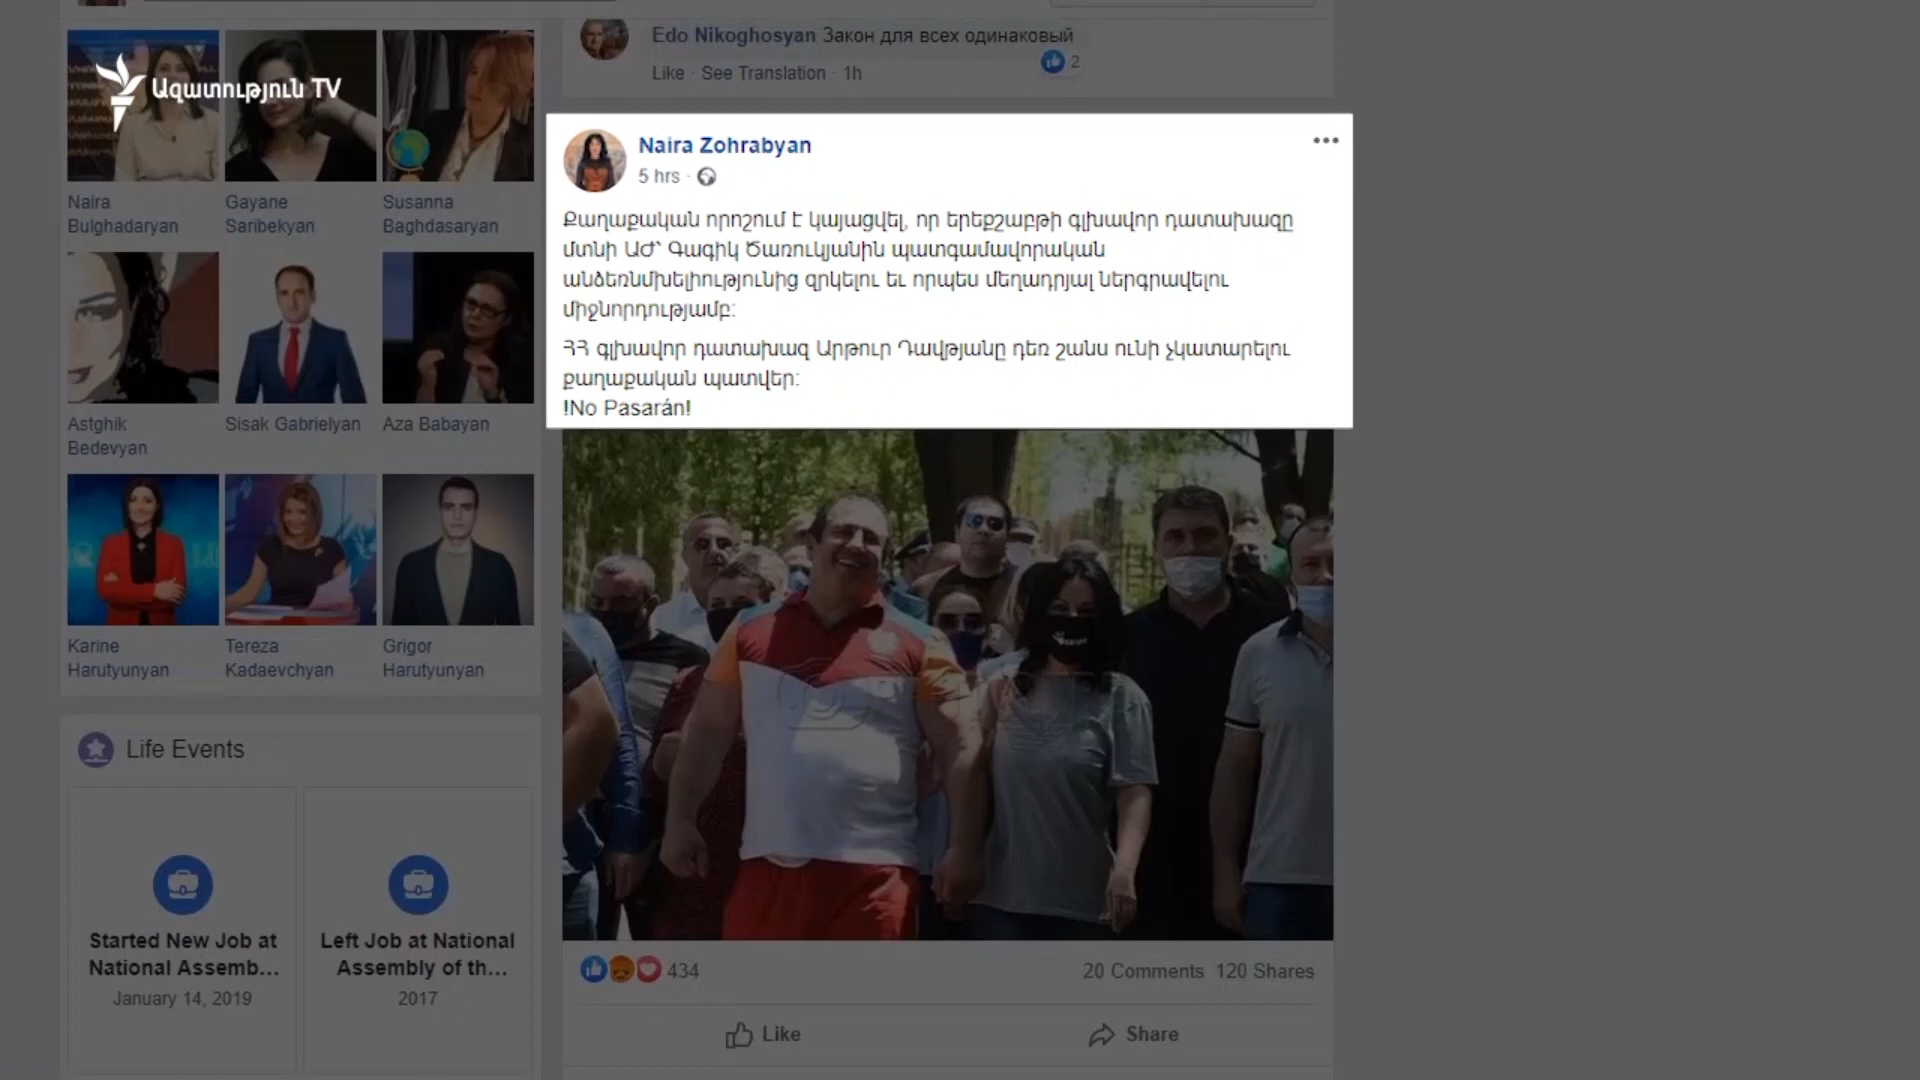 Ազատություն TV
Edo Nikoghosyan Закон для всех одинаковый
2
Like · See Translation · 1h
Naira Zohrabyan
5 hrs ·
Քաղաքական որոշում է կայացվել, որ երեքշաբթի գլխավոր դատախազը
մտնի ԱԺ՝ Գագիկ Ծառուկյանին պատգամավորական
անձեռնմխելիությունից զրկելու եւ որպես մեղադրյալ ներգրավելու
միջնորդությամբ:
ՀՀ գլխավոր դատախազ Արթուր Դավթյանը դեռ շանս ունի չկատարելու
քաղաքական պատվեր:
!No Pasarán!
Naira
Bulghadaryan
Gayane
Saribekyan
Susanna
Baghdasaryan
Astghik
Bedevyan
Sisak Gabrielyan
Aza Babayan
Karine
Harutyunyan
Tereza
Kadaevchyan
Grigor
Harutyunyan
Life Events
Started New Job at
National Assemb...
January 14, 2019
Left Job at National
Assembly of th...
2017
434
20 Comments 120 Shares
Like
Share